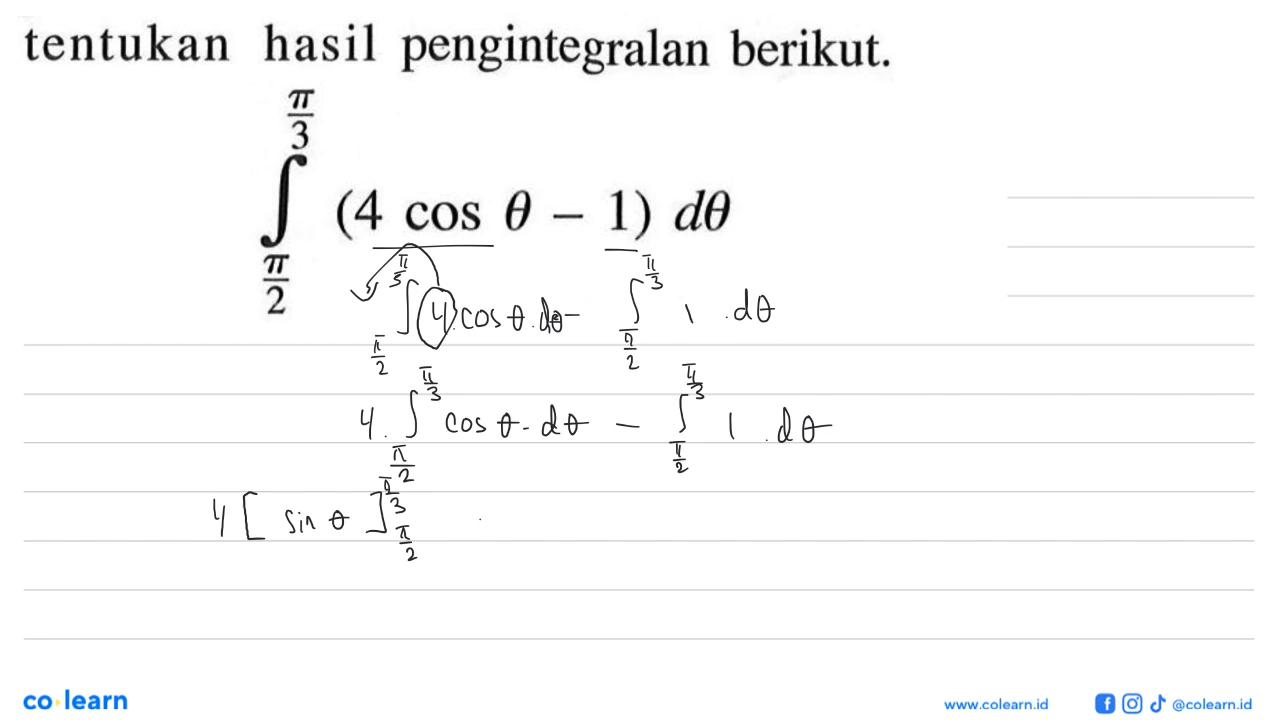 tentukan hasil pengintegralan berikut.
π/3
∫ (4 cos θ − 1) dθ
π/2
π/3 π/3
∫ 4 cos θ . dθ − ∫ 1 . dθ
π/2 π/2
π/3 π/3
4 . ∫ cos θ . dθ − ∫ 1 . dθ
π/2 π/2
π/3
4 [ sin θ ]
π/2
co learn
www.colearn.id @colearn.id